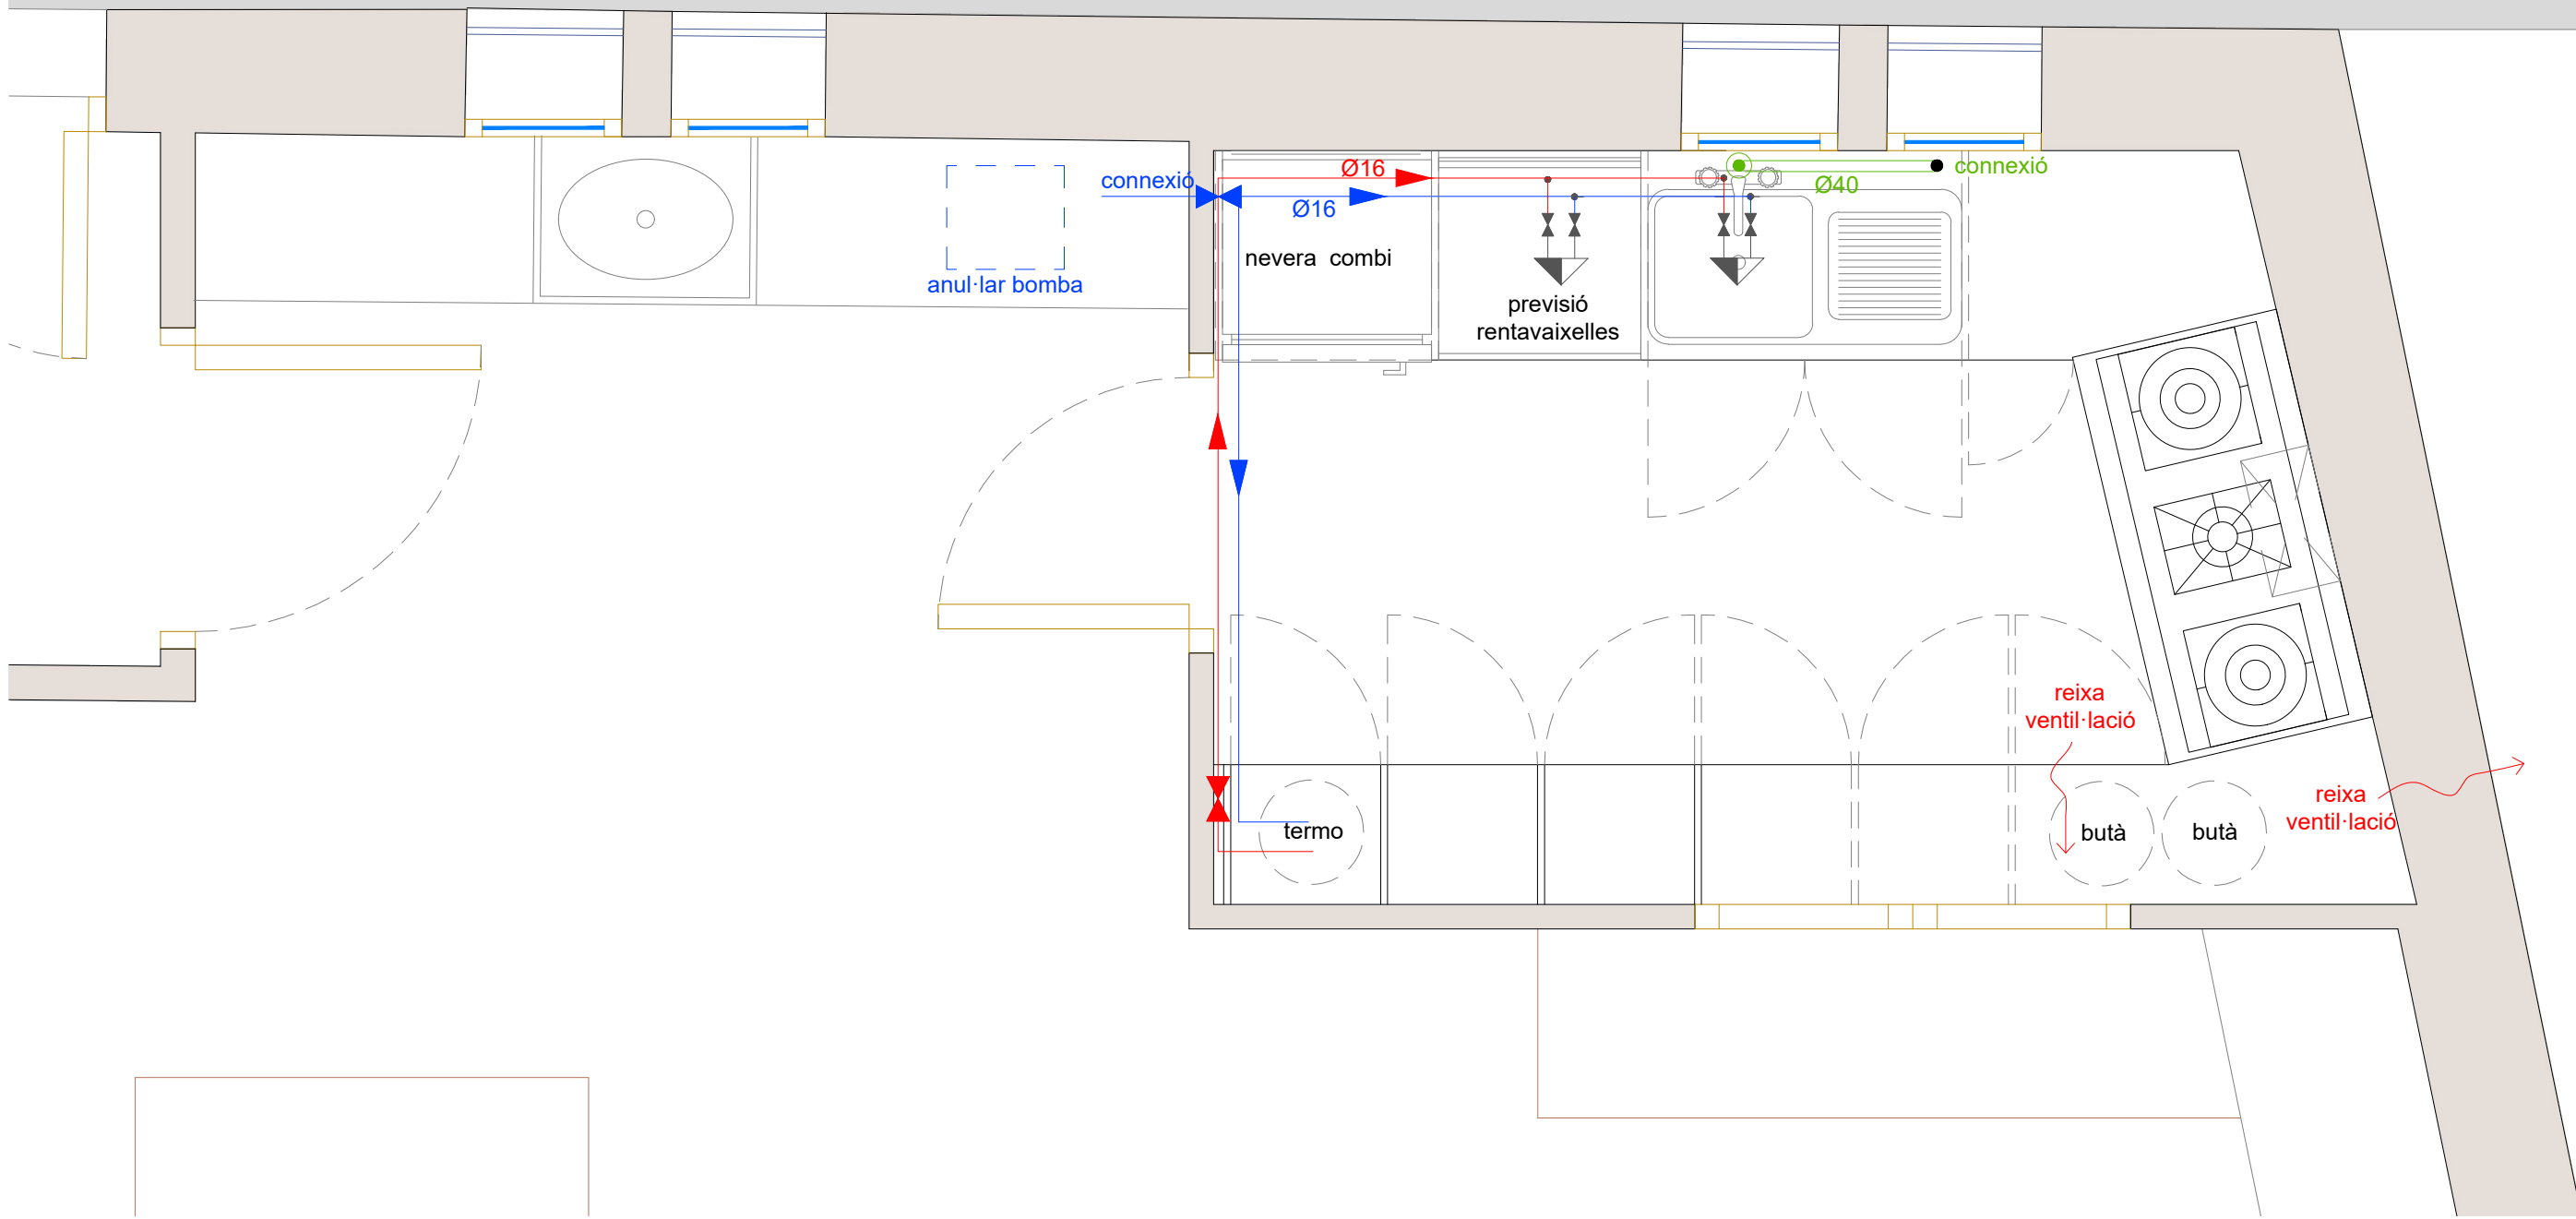 Ø16
connexió
connexió
Ø40
Ø16
nevera combi
anul·lar bomba
previsió
rentavaixelles
reixa
ventil·lació
reixa
ventil·lació
termo
butà
butà